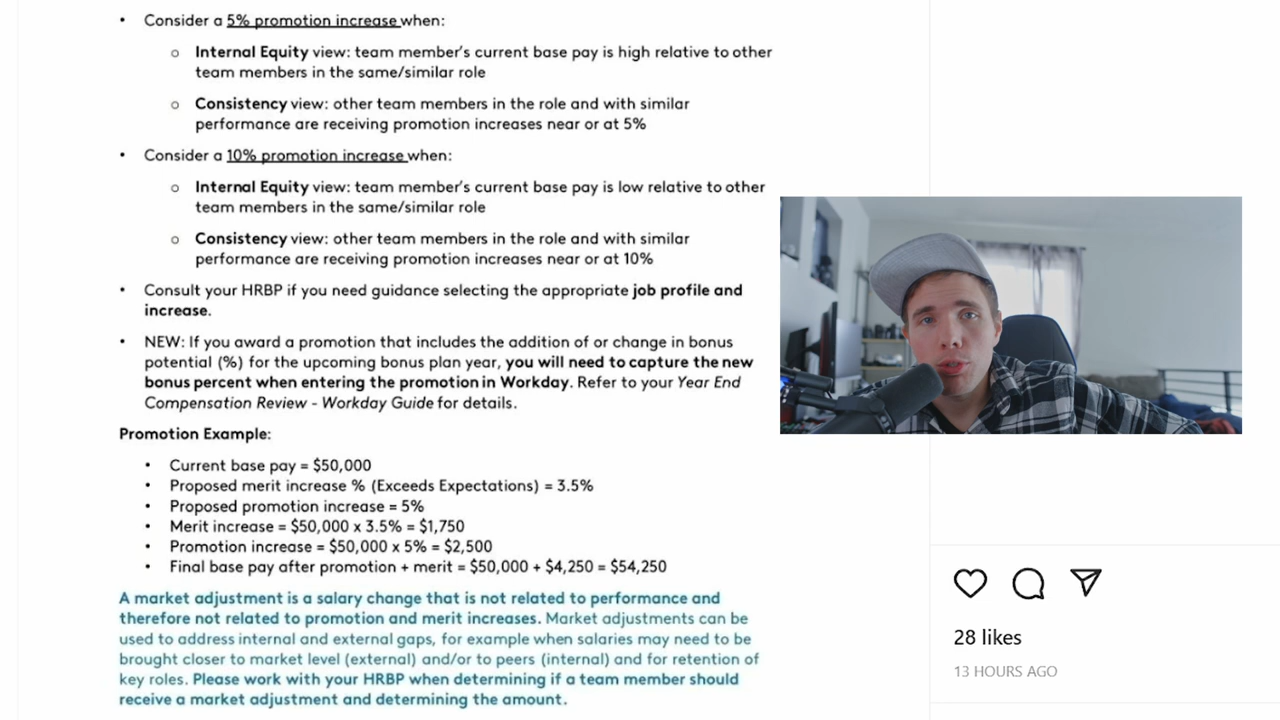 • Consider a 5% promotion increase when:
o Internal Equity view: team member's current base pay is high relative to other
team members in the same/similar role
o Consistency view: other team members in the role and with similar
performance are receiving promotion increases near or at 5%
• Consider a 10% promotion increase when:
o Internal Equity view: team member's current base pay is low relative to other
team members in the same/similar role
o Consistency view: other team members in the role and with similar
performance are receiving promotion increases near or at 10%
• Consult your HRBP if you need guidance selecting the appropriate job profile and
increase.
• NEW: If you award a promotion that includes the addition of or change in bonus
potential (%) for the upcoming bonus plan year, you will need to capture the new
bonus percent when entering the promotion in Workday. Refer to your Year End
Compensation Review - Workday Guide for details.
Promotion Example:
• Current base pay = $50,000
• Proposed merit increase % (Exceeds Expectations) = 3.5%
• Proposed promotion increase = 5%
• Merit increase = $50,000 x 3.5% = $1,750
• Promotion increase = $50,000 x 5% = $2,500
• Final base pay after promotion + merit = $50,000 + $4,250 = $54,250
A market adjustment is a salary change that is not related to performance and
therefore not related to promotion and merit increases. Market adjustments can be
used to address internal and external gaps, for example when salaries may need to be
brought closer to market level (external) and/or to peers (internal) and for retention of
key roles. Please work with your HRBP when determining if a team member should
receive a market adjustment and determining the amount.
28 likes
13 HOURS AGO